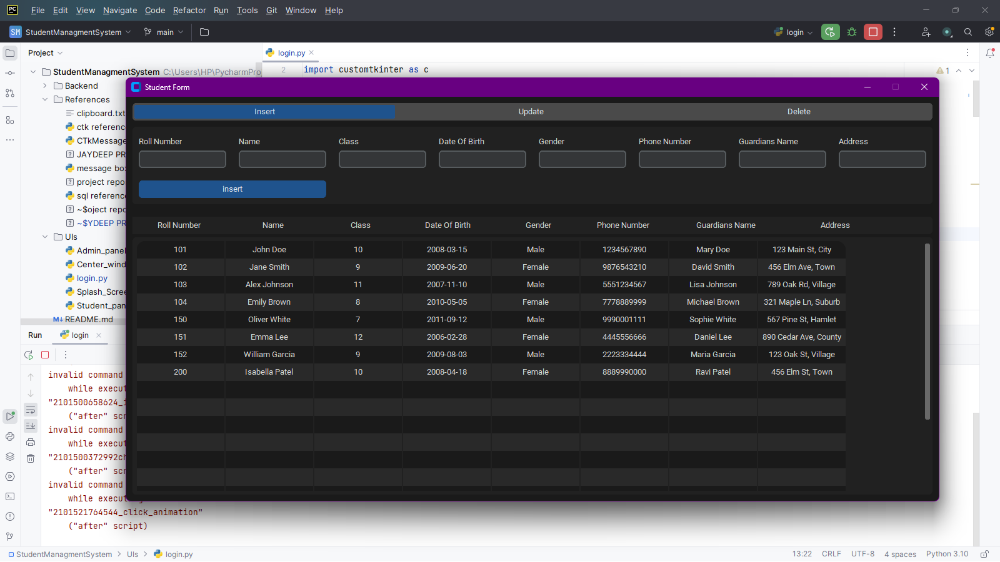 PC File Edit View Navigate Code Refactor Run Tools Git Window Help
SM StudentManagmentSystem main login
Project
login.py
StudentManagmentSystem C:\Users\HP\PycharmPro
2 import customtkinter as c
1
Backend
References
clipboard.txt
ctk referenc
CTkMessage
JAYDEEP PR
message bo
project repo
sql referenc
~$oject repo
~$YDEEP PR
UIs
Admin_panel
Center_wind
login.py
Splash_Scree
Student_pan
README.md
Student Form
Insert Update Delete
Roll Number Name Class Date Of Birth Gender Phone Number Guardians Name Address
insert
Roll Number Name Class Date Of Birth Gender Phone Number Guardians Name Address
101 John Doe 10 2008-03-15 Male 1234567890 Mary Doe 123 Main St, City
102 Jane Smith 9 2009-06-20 Female 9876543210 David Smith 456 Elm Ave, Town
103 Alex Johnson 11 2007-11-10 Male 5551234567 Lisa Johnson 789 Oak Rd, Village
104 Emily Brown 8 2010-05-05 Female 7778889999 Michael Brown 321 Maple Ln, Suburb
150 Oliver White 7 2011-09-12 Male 9990001111 Sophie White 567 Pine St, Hamlet
151 Emma Lee 12 2006-02-28 Female 4445556666 Daniel Lee 890 Cedar Ave, County
152 William Garcia 9 2009-08-03 Male 2223334444 Maria Garcia 123 Oak St, Village
200 Isabella Patel 10 2008-04-18 Female 8889990000 Ravi Patel 456 Elm St, Town
Run login
invalid command
while execut
"2101500658624_i
("after" scr
invalid command
while execut
"2101500372992ch
("after" scr
invalid command
while execut
"2101521764544_click_animation"
("after" script)
StudentManagmentSystem > UIs > login.py
13:22 CRLF UTF-8 4 spaces Python 3.10